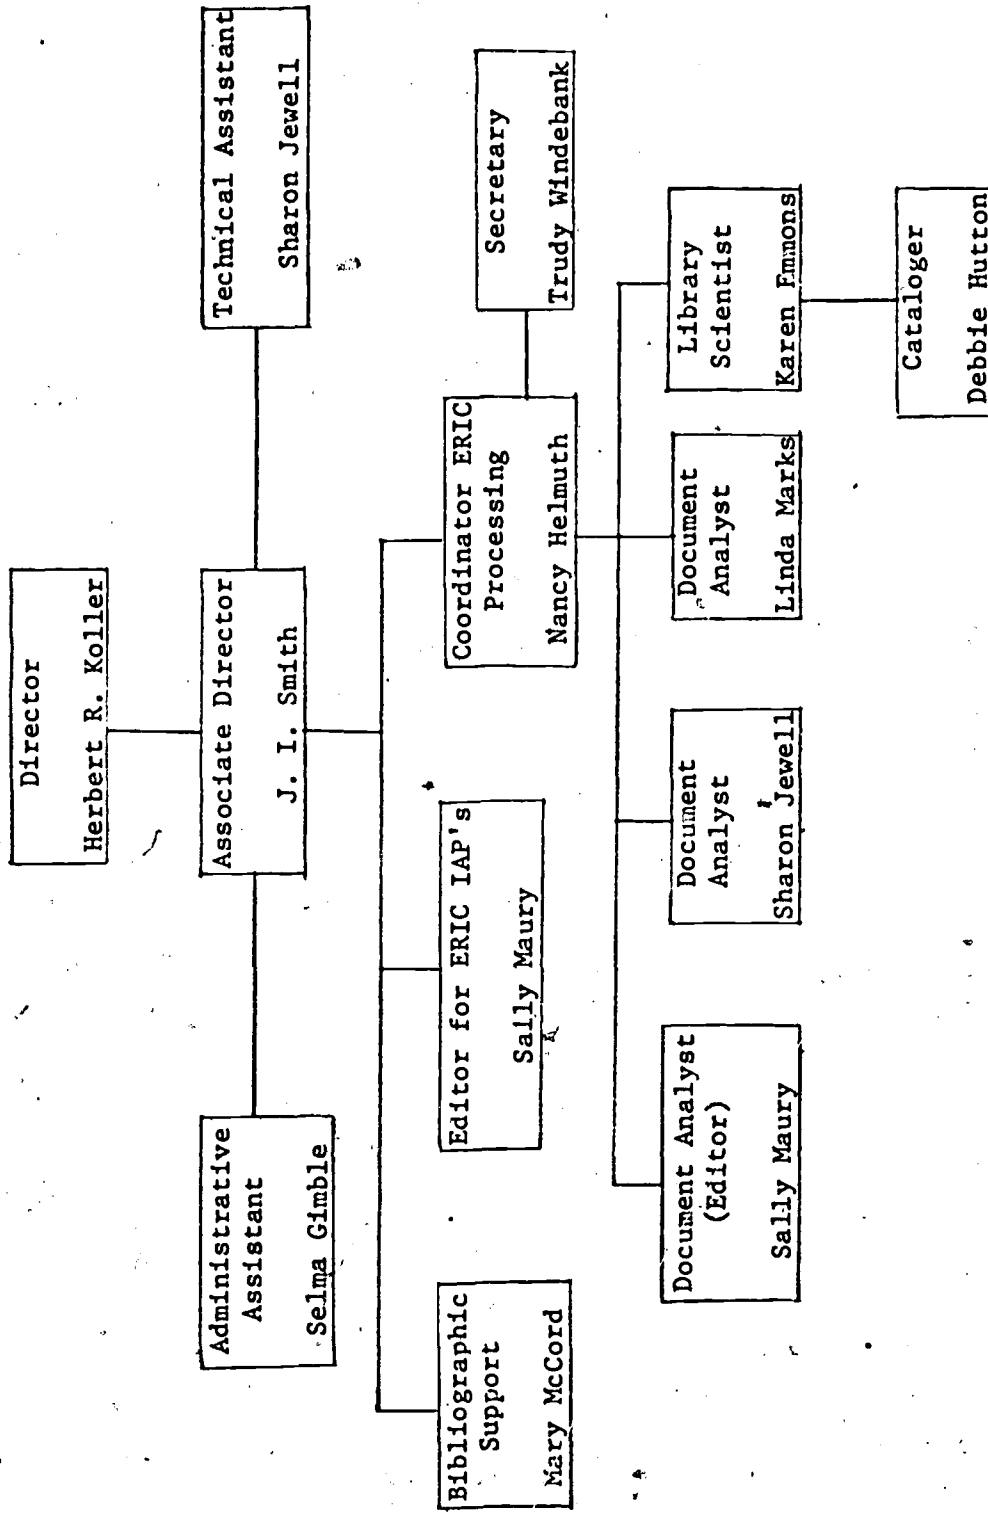 Director
Herbert R. Koller
Administrative
Assistant
Selma Gimble
Associate Director
J. I. Smith
Technical Assistant
Sharon Jewell
Bibliographic
Support
Mary McCord
Editor for ERIC IAP's
Sally Maury
Coordinator ERIC
Processing
Nancy Helmuth
Secretary
Trudy Windebank
Document Analyst
(Editor)
Sally Maury
Document
Analyst
Sharon Jewell
Document
Analyst
Linda Marks
Library
Scientist
Karen Emmons
Cataloger
Debbie Hutton